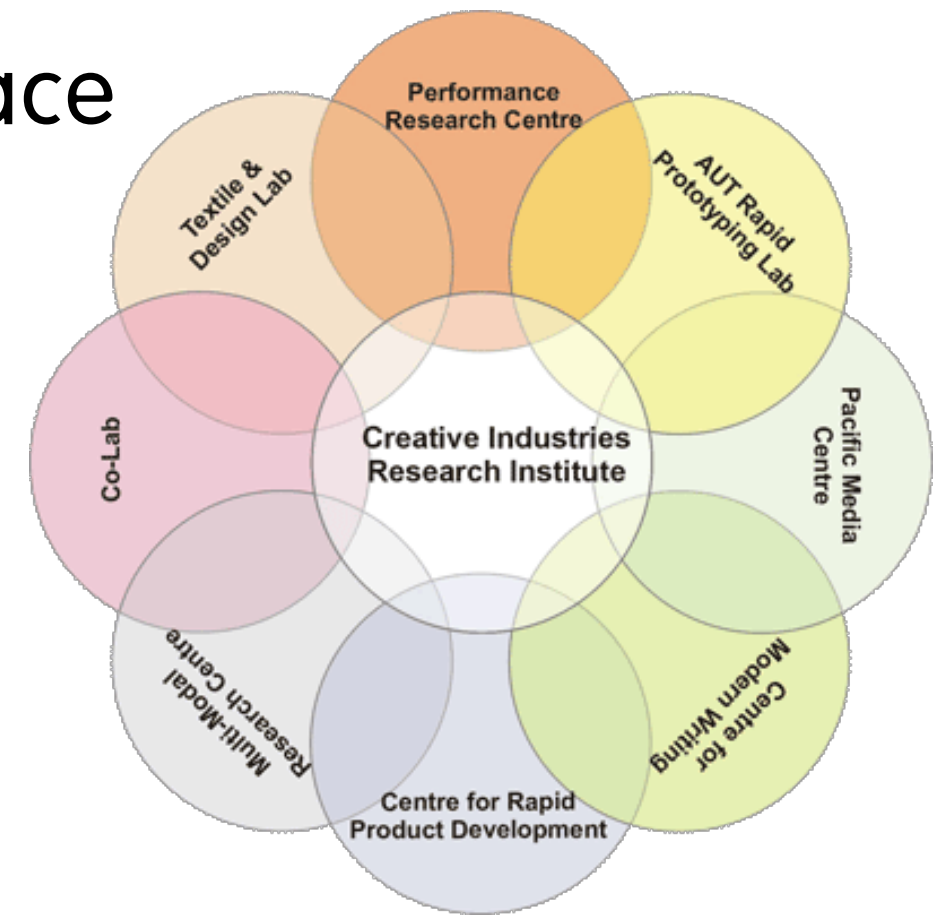 ace
Performance
Research Centre
Textile &
Design Lab
AUT Rapid
Prototyping Lab
Co-Lab
Creative Industries
Research Institute
Pacific Media
Centre
Multi-Modal
Research Centre
Centre for
Modern Writing
Centre for Rapid
Product Development